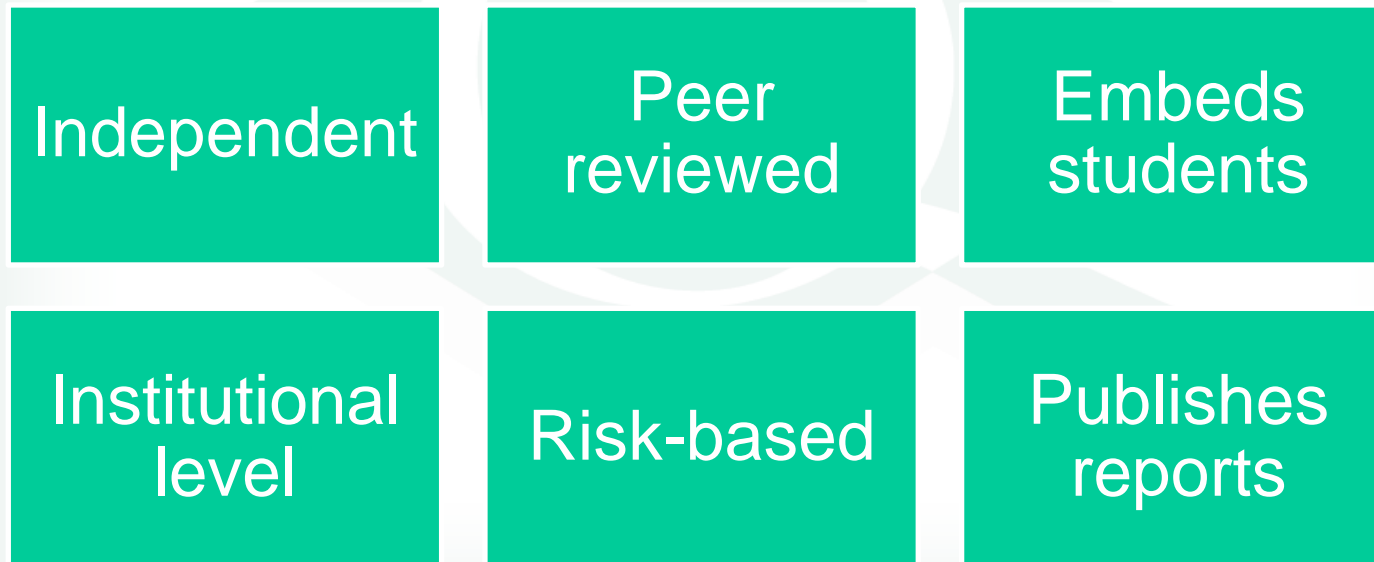 Independent
Peer
reviewed
Embeds
students
Institutional
level
Risk-based
Publishes
reports